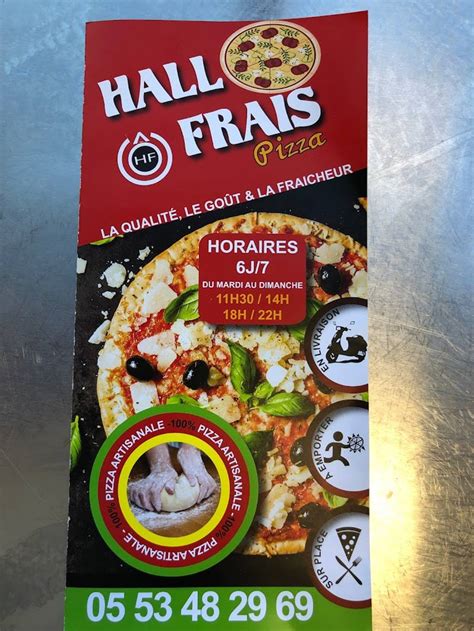 HALL
FRAIS
Pizza
HF
LA QUALITÉ, LE GOÛT & LA FRAICHEUR
HORAIRES
6J/7
DU MARDI AU DIMANCHE
11H30 / 14H
18H / 22H
EN LIVRAISON
A EMPORTER
SUR PLACE
100% PIZZA ARTISANALE -100% PIZZA ARTISANALE -100% PIZZA ARTISANALE -
05 53 48 29 69